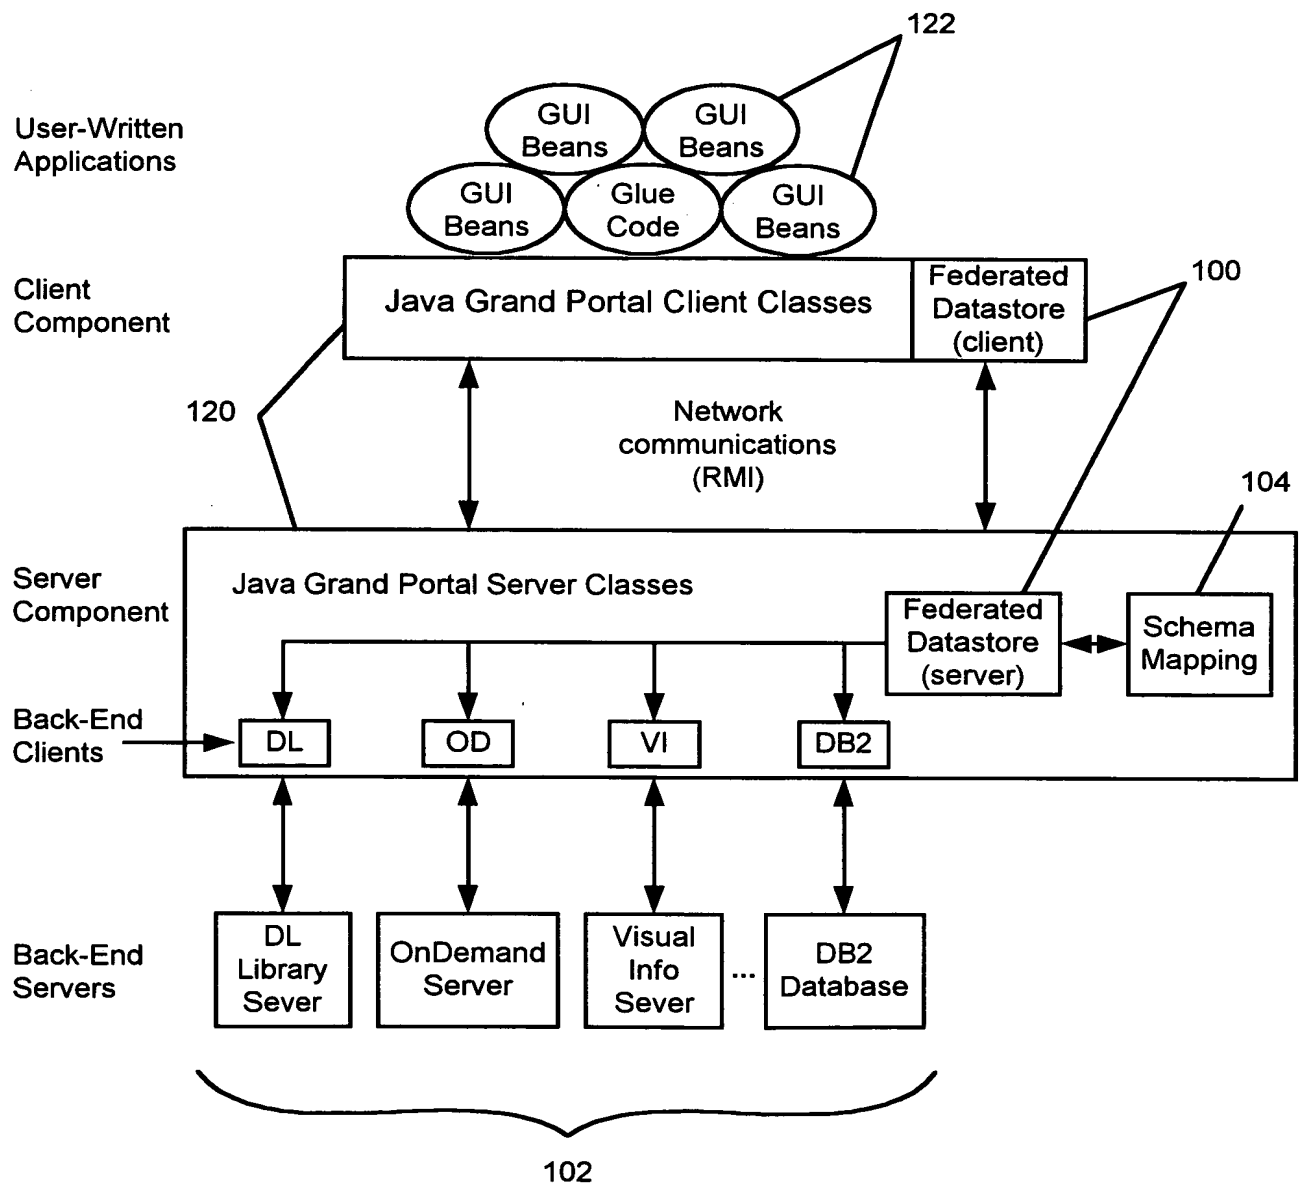 122
User-Written
Applications
GUI
Beans
GUI
Beans
GUI
Beans
Glue
Code
GUI
Beans
Client
Component
Java Grand Portal Client Classes
Federated
Datastore
(client)
100
120
Network
communications
(RMI)
104
Server
Component
Java Grand Portal Server Classes
Federated
Datastore
(server)
Schema
Mapping
Back-End
Clients
DL
OD
VI
DB2
Back-End
Servers
DL
Library
Sever
OnDemand
Server
Visual
Info
Sever
...
DB2
Database
102